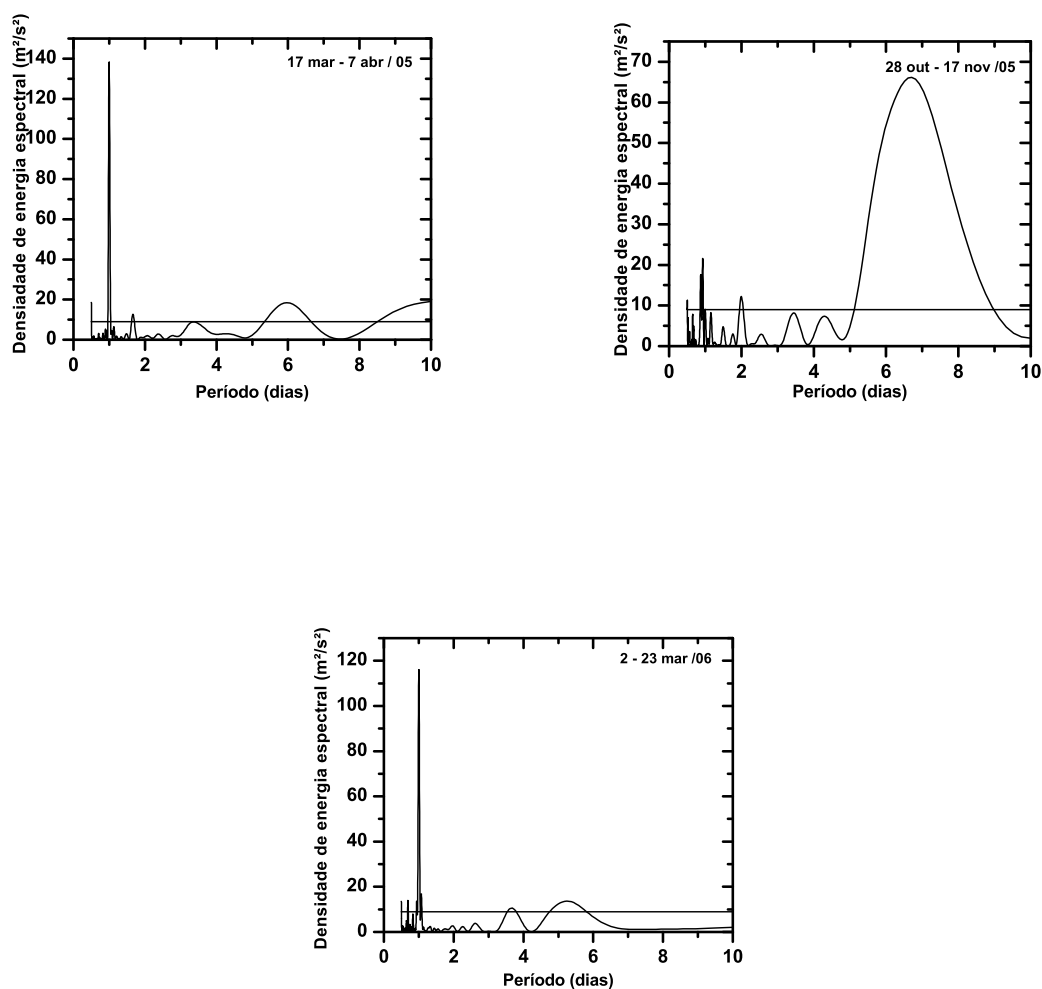 Densiadade de energia espectral (m²/s²)
140
120
100
80
60
40
20
0
17 mar - 7 abr / 05
0 2 4 6 8 10
Período (dias)
Densidade de energia espectral (m²/s²)
70
60
50
40
30
20
10
0
28 out - 17 nov /05
0 2 4 6 8 10
Período (dias)
Densidade de energia espectral (m²/s²)
120
100
80
60
40
20
0
2 - 23 mar /06
0 2 4 6 8 10
Período (dias)